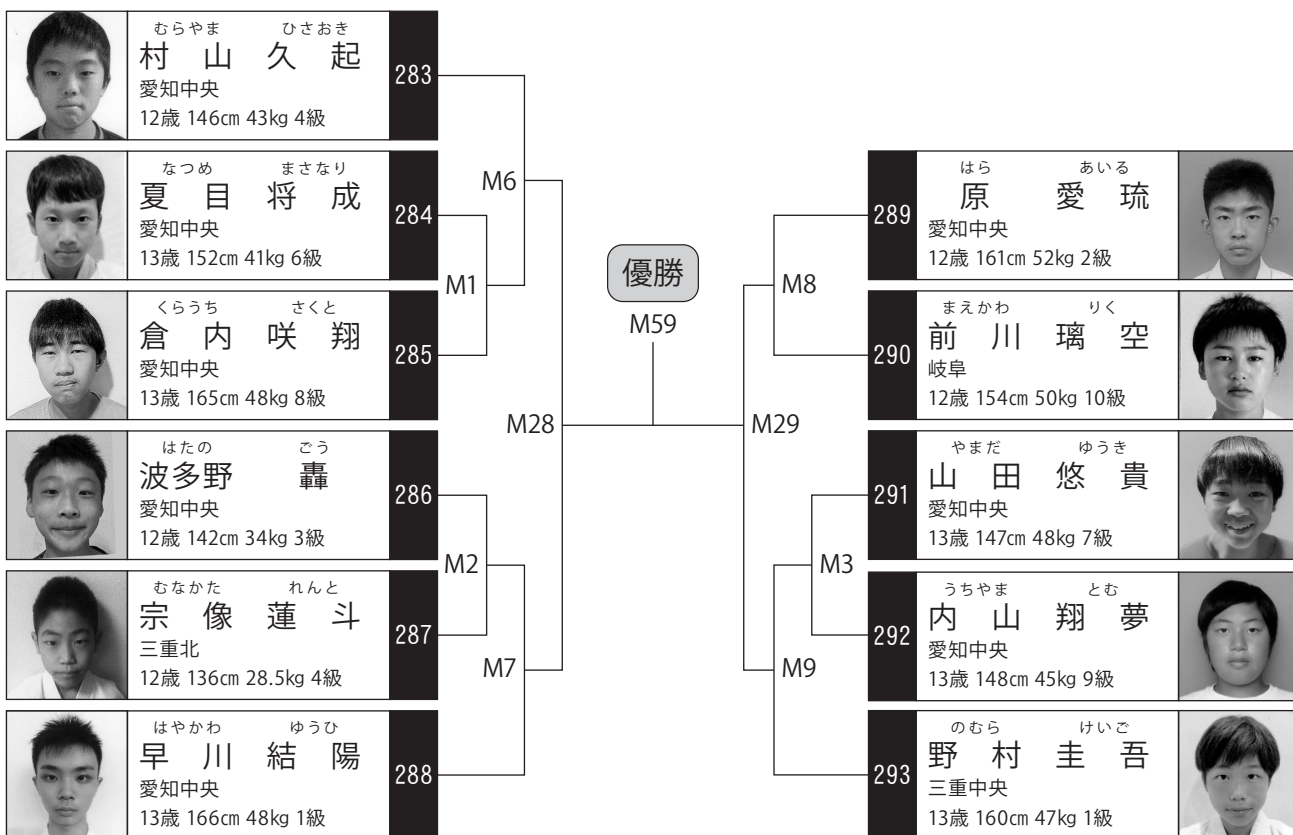 むらやま ひさおき
村山 久起
愛知中央
12歳 146cm 43kg 4級
283
なつめ まさなり
夏目 将成
愛知中央
13歳 152cm 41kg 6級
284
くらうち さくと
倉内 咲翔
愛知中央
13歳 165cm 48kg 8級
285
はたの ごう
波多野 轟
愛知中央
12歳 142cm 34kg 3級
286
むなかた れんと
宗像 蓮斗
三重北
12歳 136cm 28.5kg 4級
287
はやかわ ゆうひ
早川 結陽
愛知中央
13歳 166cm 48kg 1級
288
M6
M1
M28
M2
M7
優勝
M59
M8
M29
M3
M9
289
はら あいる
原 愛琉
愛知中央
12歳 161cm 52kg 2級
290
まえかわ りく
前川 璃空
岐阜
12歳 154cm 50kg 10級
291
やまだ ゆうき
山田 悠貴
愛知中央
13歳 147cm 48kg 7級
292
うちやま とむ
内山 翔夢
愛知中央
13歳 148cm 45kg 9級
293
のむら けいご
野村 圭吾
三重中央
13歳 160cm 47kg 1級